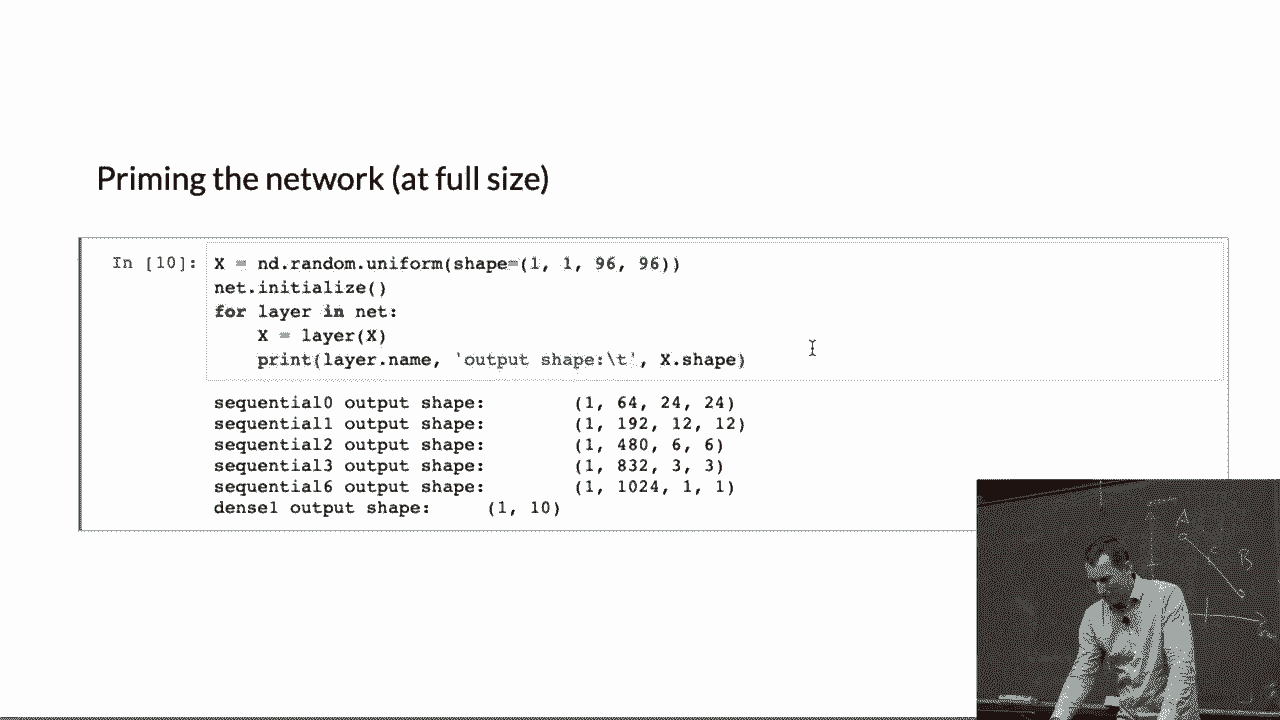 Priming the network (at full size)
In [10]: X = nd.random.uniform(shape=(1, 1, 96, 96))
net.initialize()
for layer in net:
    X = layer(X)
    print(layer.name, 'output shape:\t', X.shape)
sequential0 output shape: (1, 64, 24, 24)
sequential1 output shape: (1, 192, 12, 12)
sequential2 output shape: (1, 480, 6, 6)
sequential3 output shape: (1, 832, 3, 3)
sequential6 output shape: (1, 1024, 1, 1)
dense1 output shape: (1, 10)
A
B